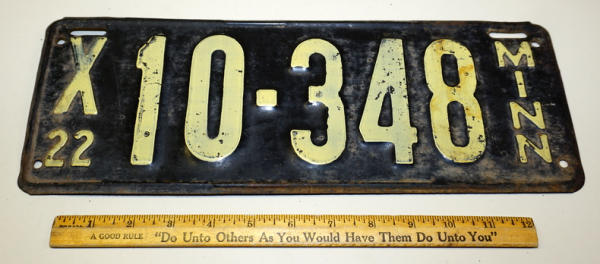 X 10-348 MINN
22
1 2 3 4 5 6 7 8 9 10 11 12
A GOOD RULE "Do Unto Others As You Would Have Them Do Unto You"